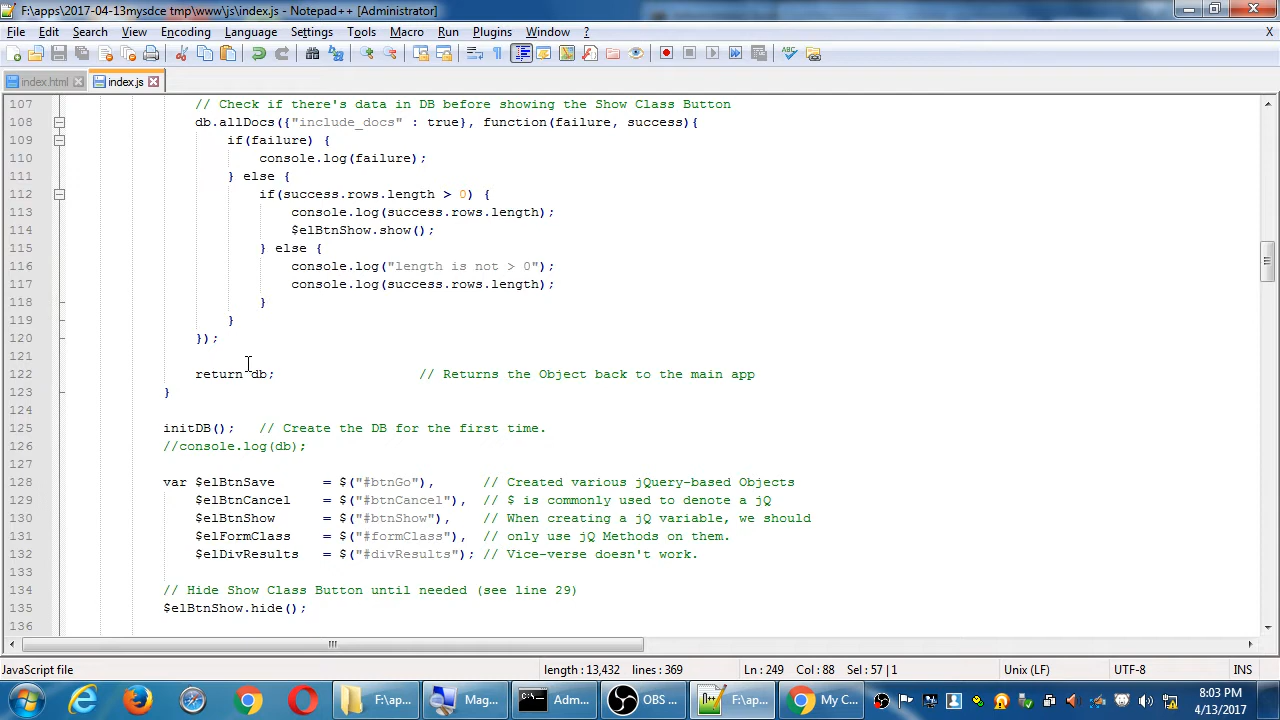 F:\apps\2017-04-13mysdce tmp\www\js\index.js - Notepad++ [Administrator]
File Edit Search View Encoding Language Settings Tools Macro Run Plugins Window ? X
index.html index.js
107 // Check if there's data in DB before showing the Show Class Button
108 db.allDocs({"include_docs" : true}, function(failure, success){
109 if(failure) {
110 console.log(failure);
111 } else {
112 if(success.rows.length > 0) {
113 console.log(success.rows.length);
114 $elBtnShow.show();
115 } else {
116 console.log("length is not > 0");
117 console.log(success.rows.length);
118 }
119 }
120 });
121
122 return db; // Returns the Object back to the main app
123 }
124
125 initDB(); // Create the DB for the first time.
126 //console.log(db);
127
128 var $elBtnSave = $("#btnGo"), // Created various jQuery-based Objects
129 $elBtnCancel = $("#btnCancel"), // $ is commonly used to denote a jQ
130 $elBtnShow = $("#btnShow"), // When creating a jQ variable, we should
131 $elFormClass = $("#formClass"), // only use jQ Methods on them.
132 $elDivResults = $("#divResults"); // Vice-verse doesn't work.
133
134 // Hide Show Class Button until needed (see line 29)
135 $elBtnShow.hide();
136
JavaScript file length : 13,432 lines : 369 Ln : 249 Col : 88 Sel : 57 | 1 Unix (LF) UTF-8 INS
F:\ap... Mag... Adm... OBS ... F:\ap... My C... 8:03 PM
4/13/2017